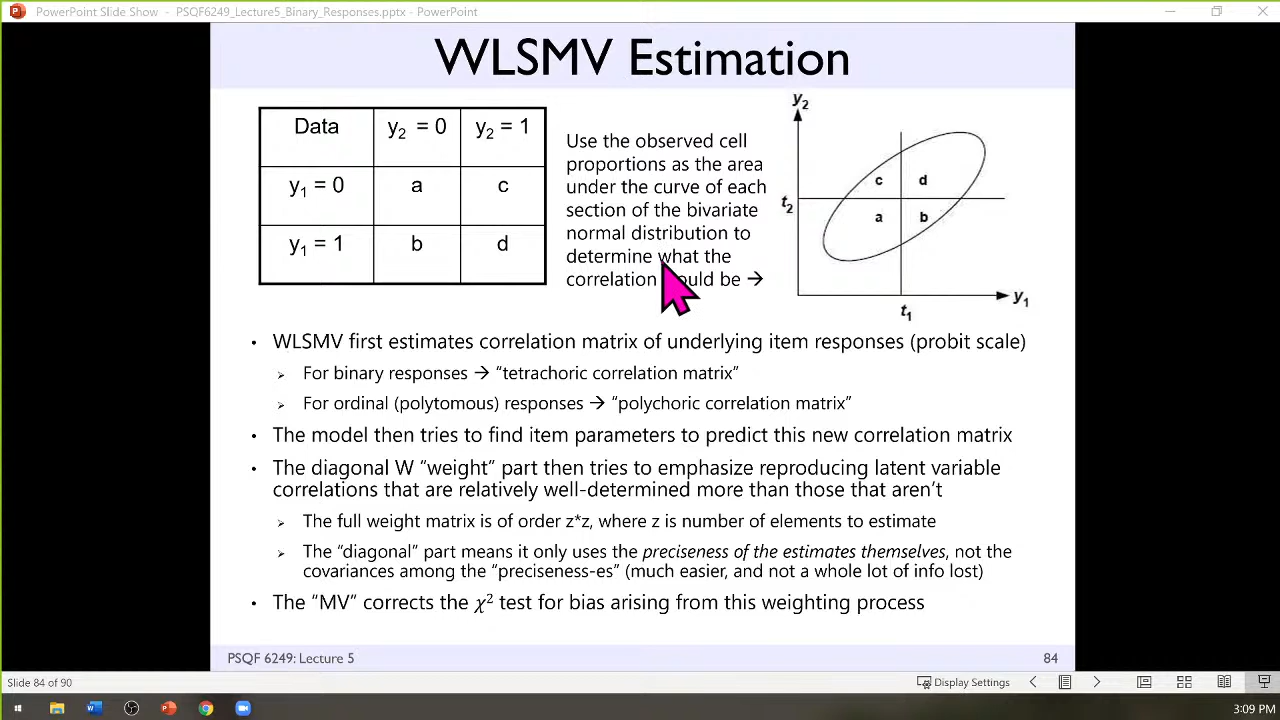 PowerPoint Slide Show - PSQF6249_Lecture5_Binary_Responses.pptx - PowerPoint
WLSMV Estimation
Data y2 = 0 y2 = 1
y1 = 0 a c
y1 = 1 b d
Use the observed cell
proportions as the area
under the curve of each
section of the bivariate
normal distribution to
determine what the
correlation be →
y2
c d
t2
a b
y1
t1
• WLSMV first estimates correlation matrix of underlying item responses (probit scale)
➢ For binary responses → “tetrachoric correlation matrix”
➢ For ordinal (polytomous) responses → “polychoric correlation matrix”
• The model then tries to find item parameters to predict this new correlation matrix
• The diagonal W “weight” part then tries to emphasize reproducing latent variable
correlations that are relatively well-determined more than those that aren’t
➢ The full weight matrix is of order z*z, where z is number of elements to estimate
➢ The “diagonal” part means it only uses the preciseness of the estimates themselves, not the
covariances among the “preciseness-es” (much easier, and not a whole lot of info lost)
• The “MV” corrects the χ² test for bias arising from this weighting process
PSQF 6249: Lecture 5 84
Slide 84 of 90 Display Settings
3:09 PM